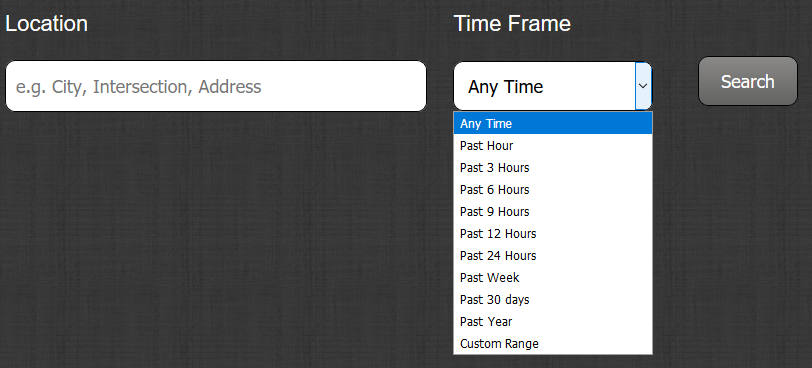 Location
Time Frame
e.g. City, Intersection, Address
Any Time
Search
Any Time
Past Hour
Past 3 Hours
Past 6 Hours
Past 9 Hours
Past 12 Hours
Past 24 Hours
Past Week
Past 30 days
Past Year
Custom Range